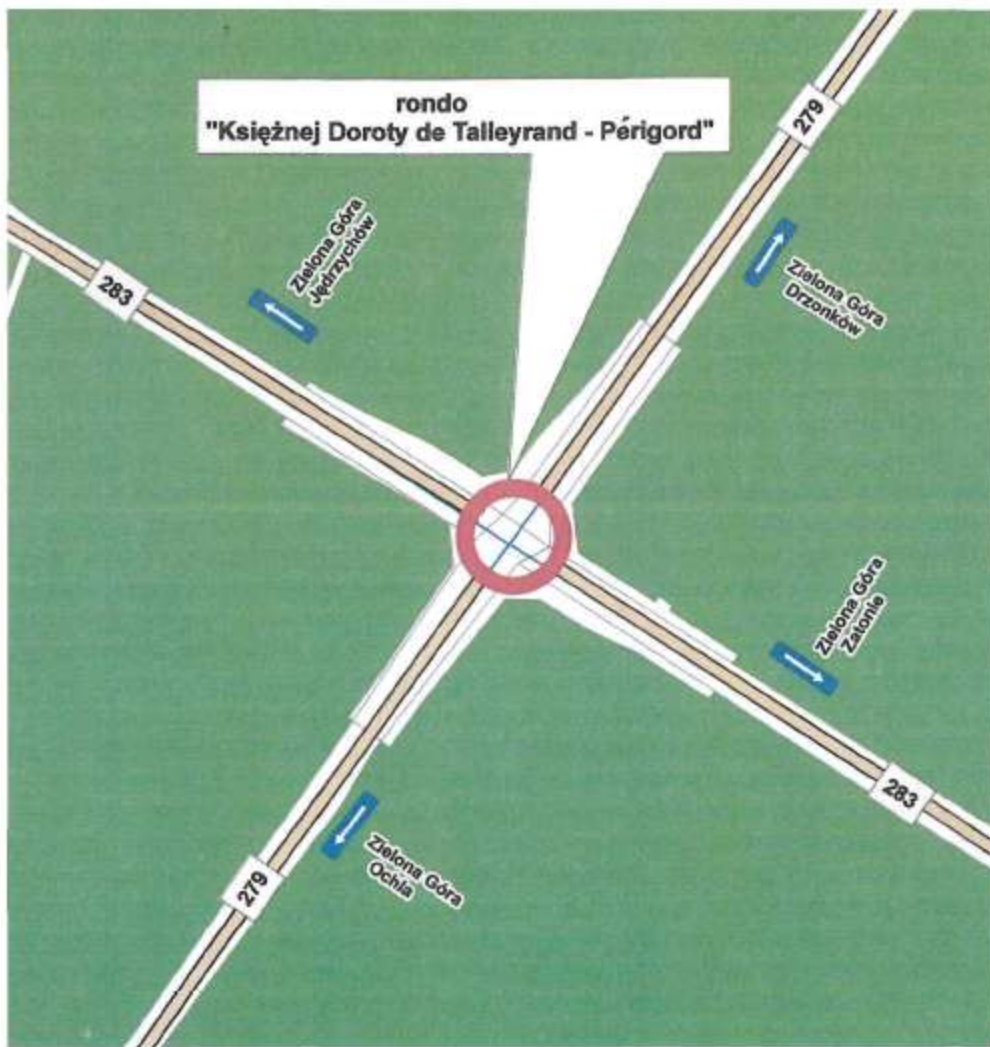 rondo
"Księżnej Doroty de Talleyrand - Périgord"
279
Zielona Góra
Jędrzychów
Zielona Góra
Drzonków
283
Zielona Góra
Zatonie
283
Zielona Góra
Ochla
279